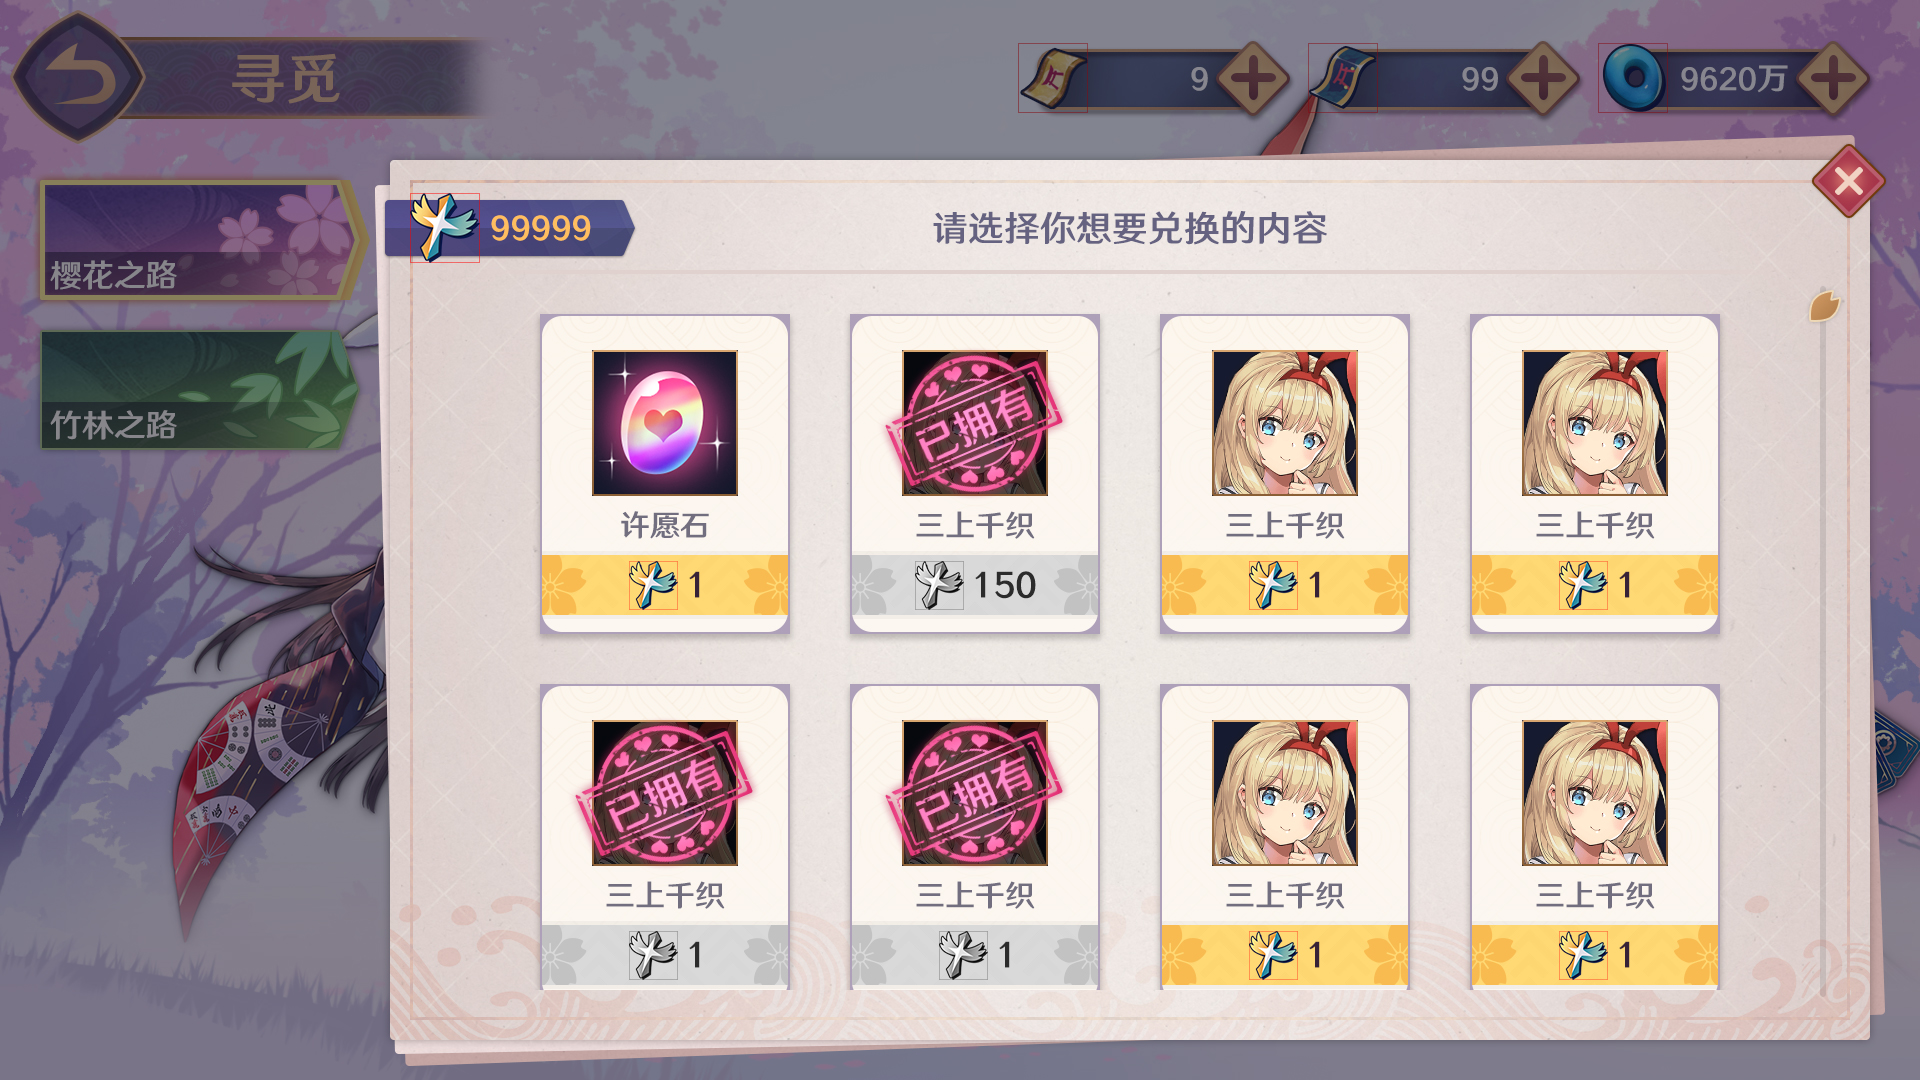 寻觅
9
99
9620万
樱花之路
竹林之路
99999
请选择你想要兑换的内容
许愿石
1
已拥有
三上千织
150
三上千织
1
三上千织
1
已拥有
三上千织
1
已拥有
三上千织
1
三上千织
1
三上千织
1